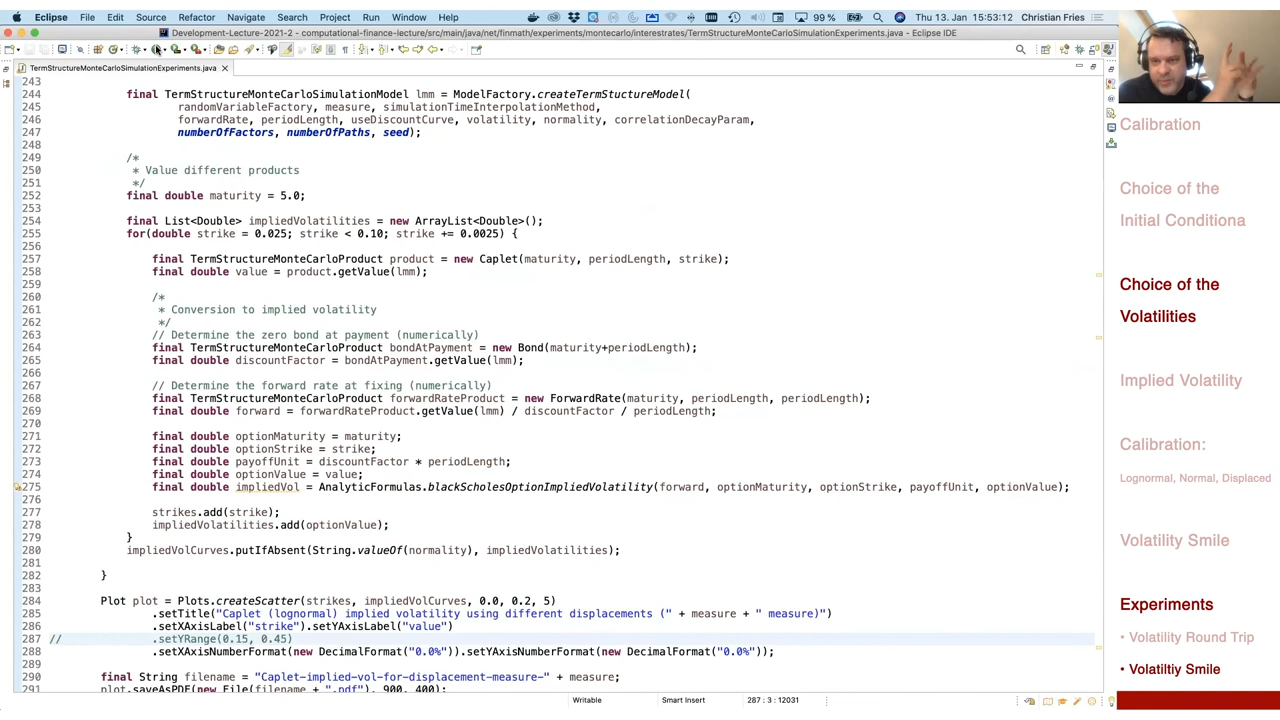 Eclipse File Edit Source Refactor Navigate Search Project Run Window Help 99 % Thu 13. Jan 15:53:12 Christian Fries
Development-Lecture-2021-2 - computational-finance-lecture/src/main/java/net/finmath/experiments/montecarlo/interestrates/TermStructureMonteCarloSimulationExperiments.java - Eclipse IDE
TermStructureMonteCarloSimulationExperiments.java
243
244 final TermStructureMonteCarloSimulationModel lmm = ModelFactory.createTermStuctureModel(
245 randomVariableFactory, measure, simulationTimeInterpolationMethod,
246 forwardRate, periodLength, useDiscountCurve, volatility, normality, correlationDecayParam,
247 numberOfFactors, numberOfPaths, seed);
248
249 /*
250 * Value different products
251 */
252 final double maturity = 5.0;
253
254 final List<Double> impliedVolatilities = new ArrayList<Double>();
255 for(double strike = 0.025; strike < 0.10; strike += 0.0025) {
256
257 final TermStructureMonteCarloProduct product = new Caplet(maturity, periodLength, strike);
258 final double value = product.getValue(lmm);
259
260 /*
261 * Conversion to implied volatility
262 */
263 // Determine the zero bond at payment (numerically)
264 final TermStructureMonteCarloProduct bondAtPayment = new Bond(maturity+periodLength);
265 final double discountFactor = bondAtPayment.getValue(lmm);
266
267 // Determine the forward rate at fixing (numerically)
268 final TermStructureMonteCarloProduct forwardRateProduct = new ForwardRate(maturity, periodLength, periodLength);
269 final double forward = forwardRateProduct.getValue(lmm) / discountFactor / periodLength;
270
271 final double optionMaturity = maturity;
272 final double optionStrike = strike;
273 final double payoffUnit = discountFactor * periodLength;
274 final double optionValue = value;
275 final double impliedVol = AnalyticFormulas.blackScholesOptionImpliedVolatility(forward, optionMaturity, optionStrike, payoffUnit, optionValue);
276
277 strikes.add(strike);
278 impliedVolatilities.add(optionValue);
279 }
280 impliedVolCurves.putIfAbsent(String.valueOf(normality), impliedVolatilities);
281
282 }
283
284 Plot plot = Plots.createScatter(strikes, impliedVolCurves, 0.0, 0.2, 5)
285 .setTitle("Caplet (lognormal) implied volatility using different displacements (" + measure + " measure)")
286 .setXAxisLabel("strike").setYAxisLabel("value")
287 // .setYRange(0.15, 0.45)
288 .setXAxisNumberFormat(new DecimalFormat("0.0%")).setYAxisNumberFormat(new DecimalFormat("0.0%"));
289
290 final String filename = "Caplet-implied-vol-for-displacement-measure-" + measure;
291 plot.saveAsPDF(new File(filename + ".pdf"), 900, 400);
Writable Smart Insert 287 : 3 : 12031
Calibration
Choice of the
Initial Conditiona
Choice of the
Volatilities
Implied Volatility
Calibration:
Lognormal, Normal, Displaced
Volatility Smile
Experiments
• Volatility Round Trip
• Volatiltiy Smile